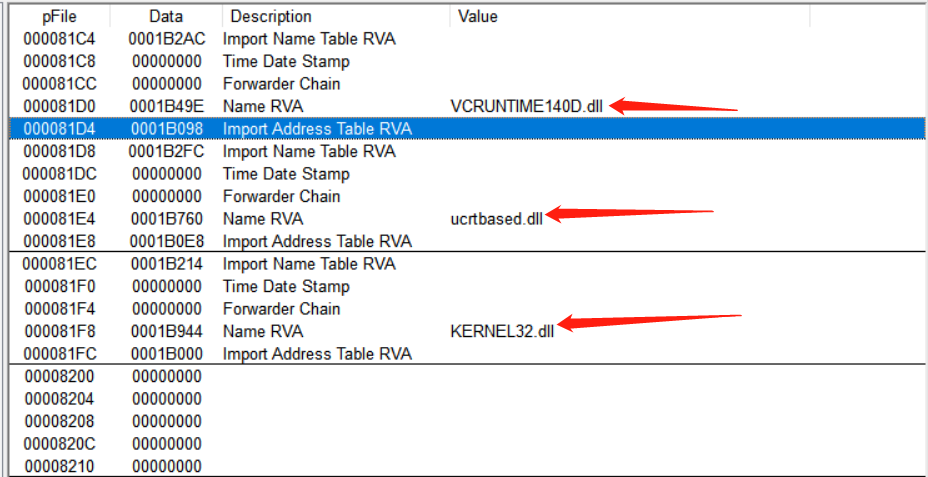 pFile Data Description Value
000081C4 0001B2AC Import Name Table RVA
000081C8 00000000 Time Date Stamp
000081CC 00000000 Forwarder Chain
000081D0 0001B49E Name RVA VCRUNTIME140D.dll
000081D4 0001B098 Import Address Table RVA
000081D8 0001B2FC Import Name Table RVA
000081DC 00000000 Time Date Stamp
000081E0 00000000 Forwarder Chain
000081E4 0001B760 Name RVA ucrtbased.dll
000081E8 0001B0E8 Import Address Table RVA
000081EC 0001B214 Import Name Table RVA
000081F0 00000000 Time Date Stamp
000081F4 00000000 Forwarder Chain
000081F8 0001B944 Name RVA KERNEL32.dll
000081FC 0001B000 Import Address Table RVA
00008200 00000000
00008204 00000000
00008208 00000000
0000820C 00000000
00008210 00000000